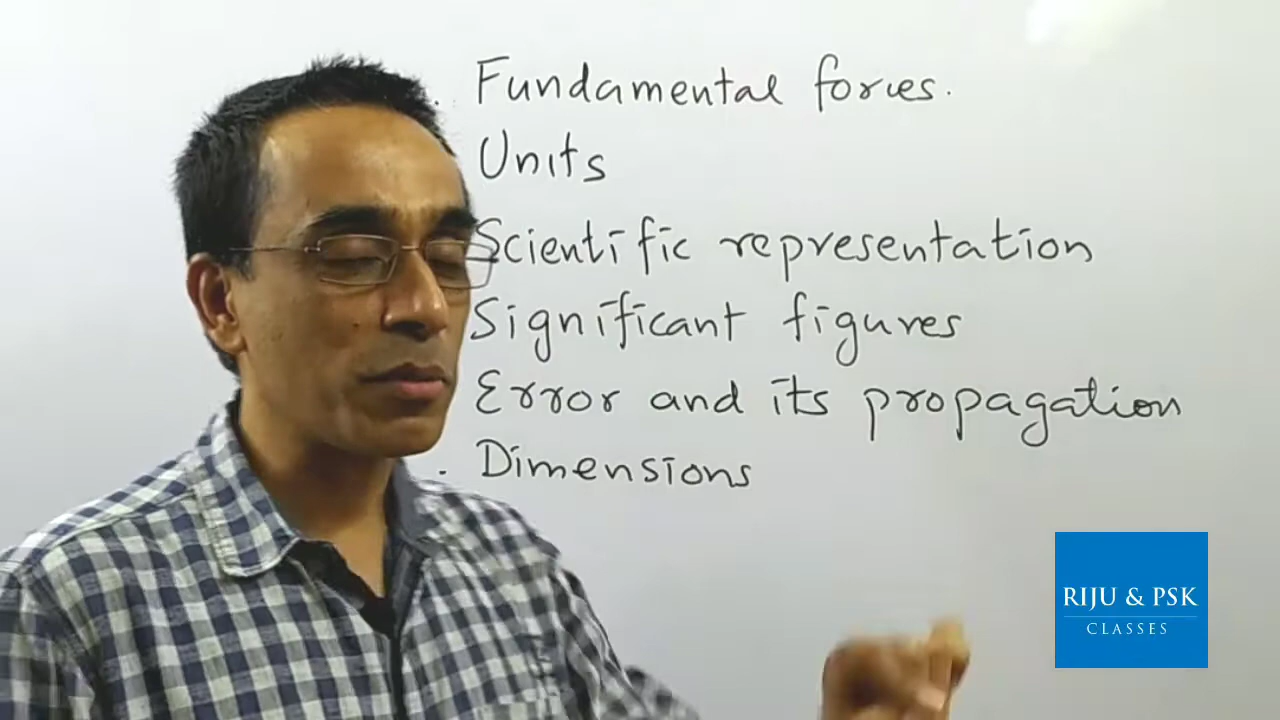 Fundamental forces.
Units
Scientific representation
Significant figures
Error and its propagation
. Dimensions
RIJU & PSK
CLASSES